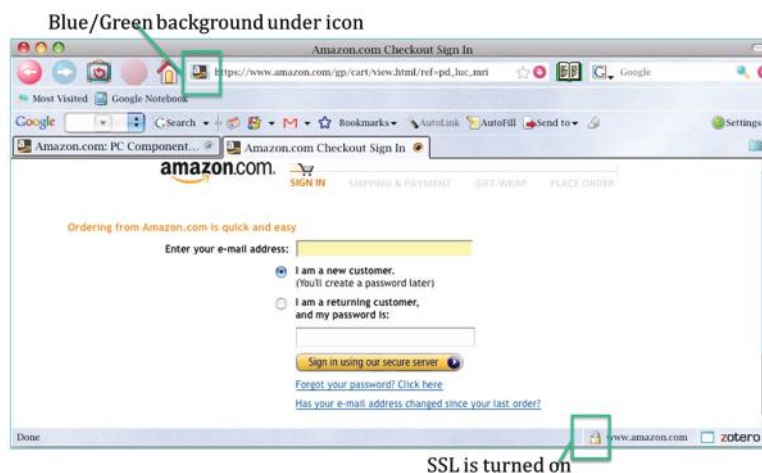 Blue/Green background under icon
Amazon.com Checkout Sign In
https://www.amazon.com/gp/cart/view.html/ref=pd_luc_mri
G Google
Most Visited Google Notebook
Google Search Bookmarks AutoLink AutoFill Send to Settings
Amazon.com: PC Component... Amazon.com Checkout Sign In
amazon.com.
SIGN IN SHIPPING & PAYMENT GIFT-WRAP PLACE ORDER
Ordering from Amazon.com is quick and easy
Enter your e-mail address:
I am a new customer.
(You'll create a password later)
I am a returning customer,
and my password is:
Sign in using our secure server
Forgot your password? Click here
Has your e-mail address changed since your last order?
Done www.amazon.com zotero
SSL is turned on